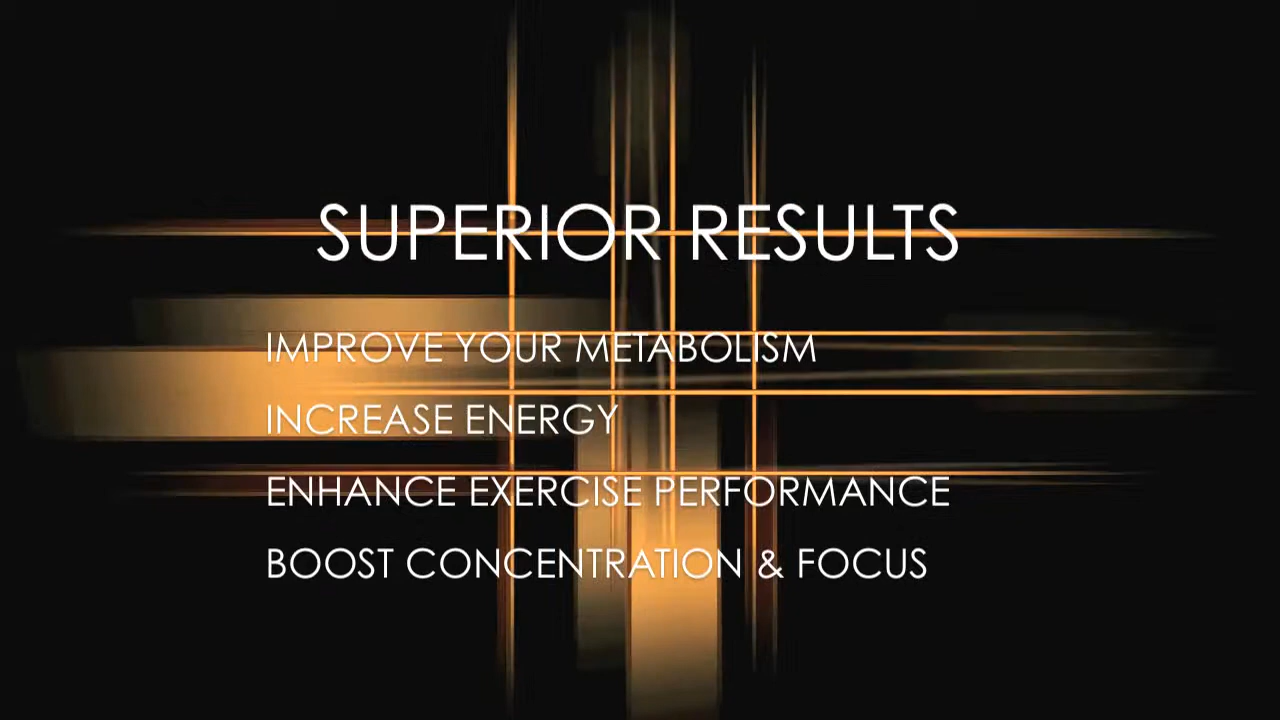 SUPERIOR RESULTS
IMPROVE YOUR METABOLISM
INCREASE ENERGY
ENHANCE EXERCISE PERFORMANCE
BOOST CONCENTRATION & FOCUS